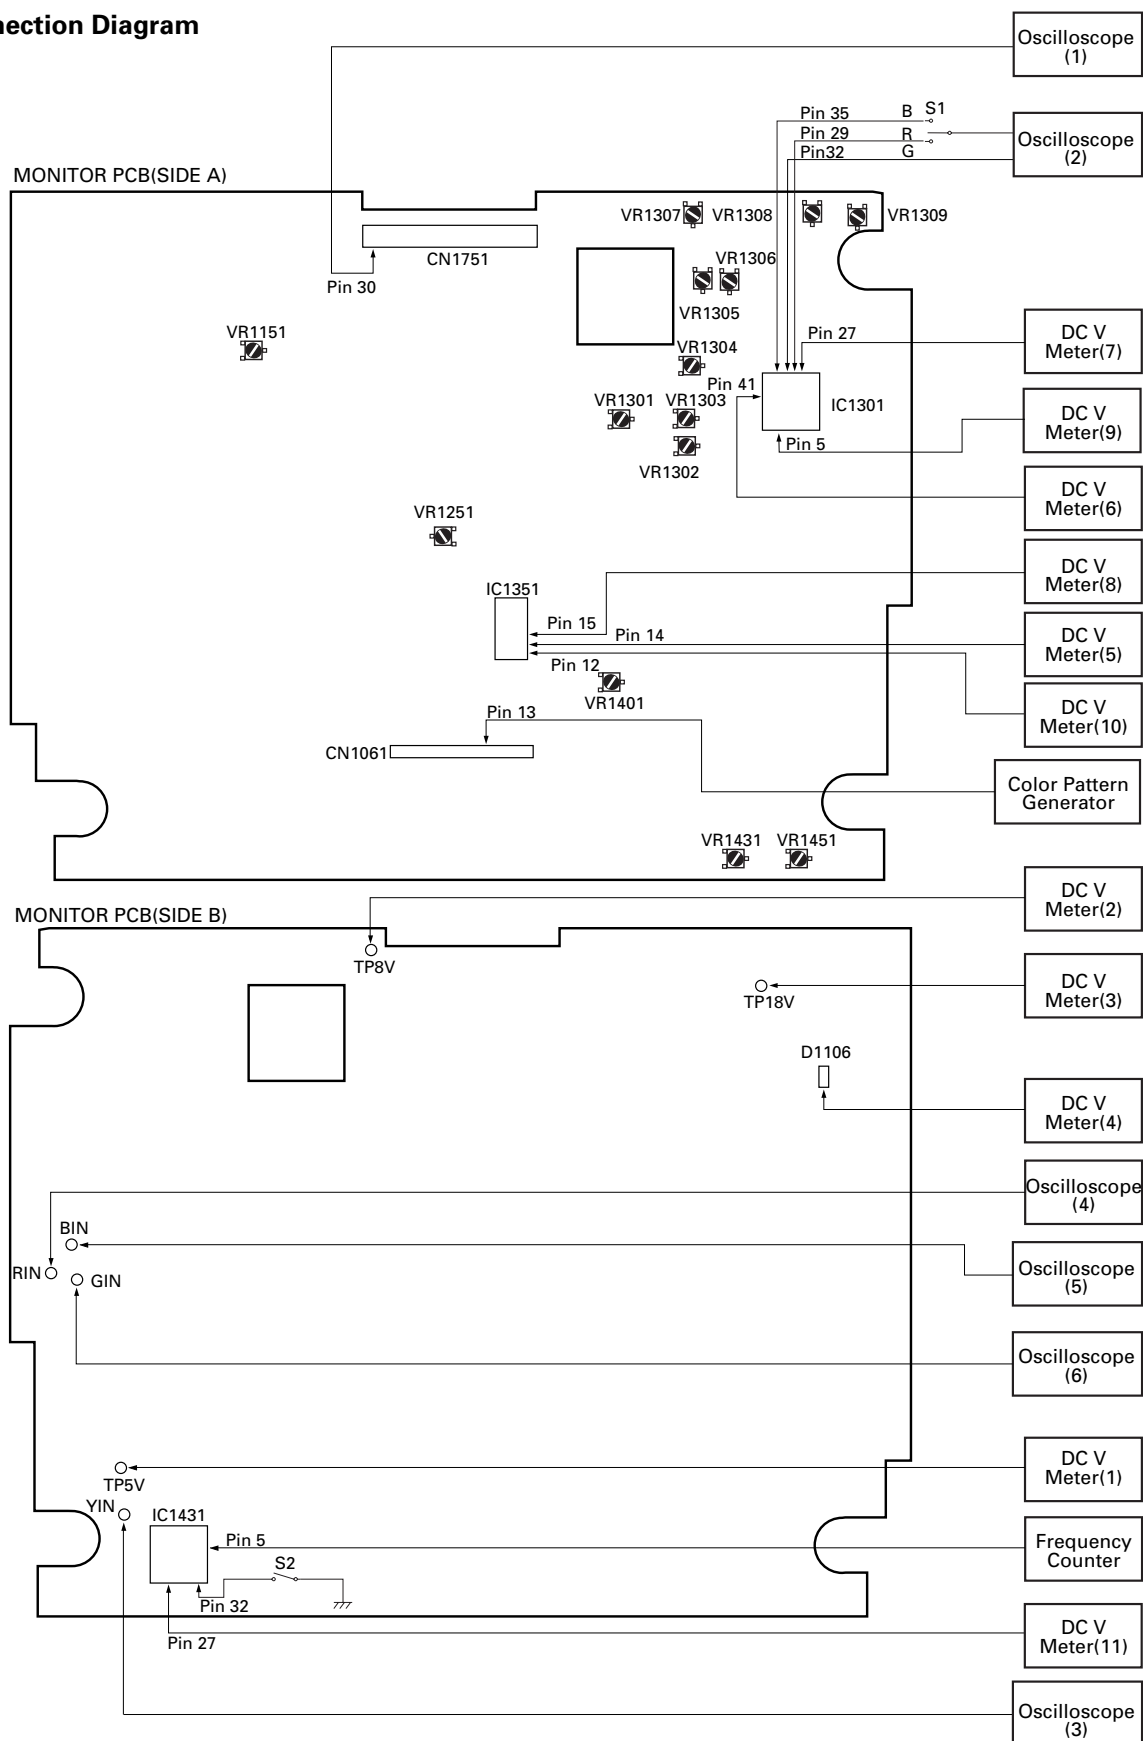 nection Diagram
Oscilloscope
(1)
Pin 35 B S1
Pin 29 R
Pin32 G
Oscilloscope
(2)
MONITOR PCB(SIDE A)
VR1307 VR1308 VR1309
CN1751
Pin 30
VR1306
VR1305
VR1151
VR1304
Pin 27
DC V
Meter(7)
Pin 41
VR1301 VR1303
IC1301
DC V
Meter(9)
Pin 5
VR1302
DC V
Meter(6)
VR1251
DC V
Meter(8)
IC1351
Pin 15
Pin 14
DC V
Meter(5)
Pin 12
VR1401
DC V
Meter(10)
Pin 13
CN1061
Color Pattern
Generator
VR1431 VR1451
DC V
Meter(2)
MONITOR PCB(SIDE B)
TP8V
DC V
Meter(3)
TP18V
D1106
DC V
Meter(4)
Oscilloscope
(4)
BIN
RIN
GIN
Oscilloscope
(5)
Oscilloscope
(6)
DC V
Meter(1)
TP5V
YIN
IC1431
Pin 5
Frequency
Counter
S2
Pin 32
Pin 27
DC V
Meter(11)
Oscilloscope
(3)